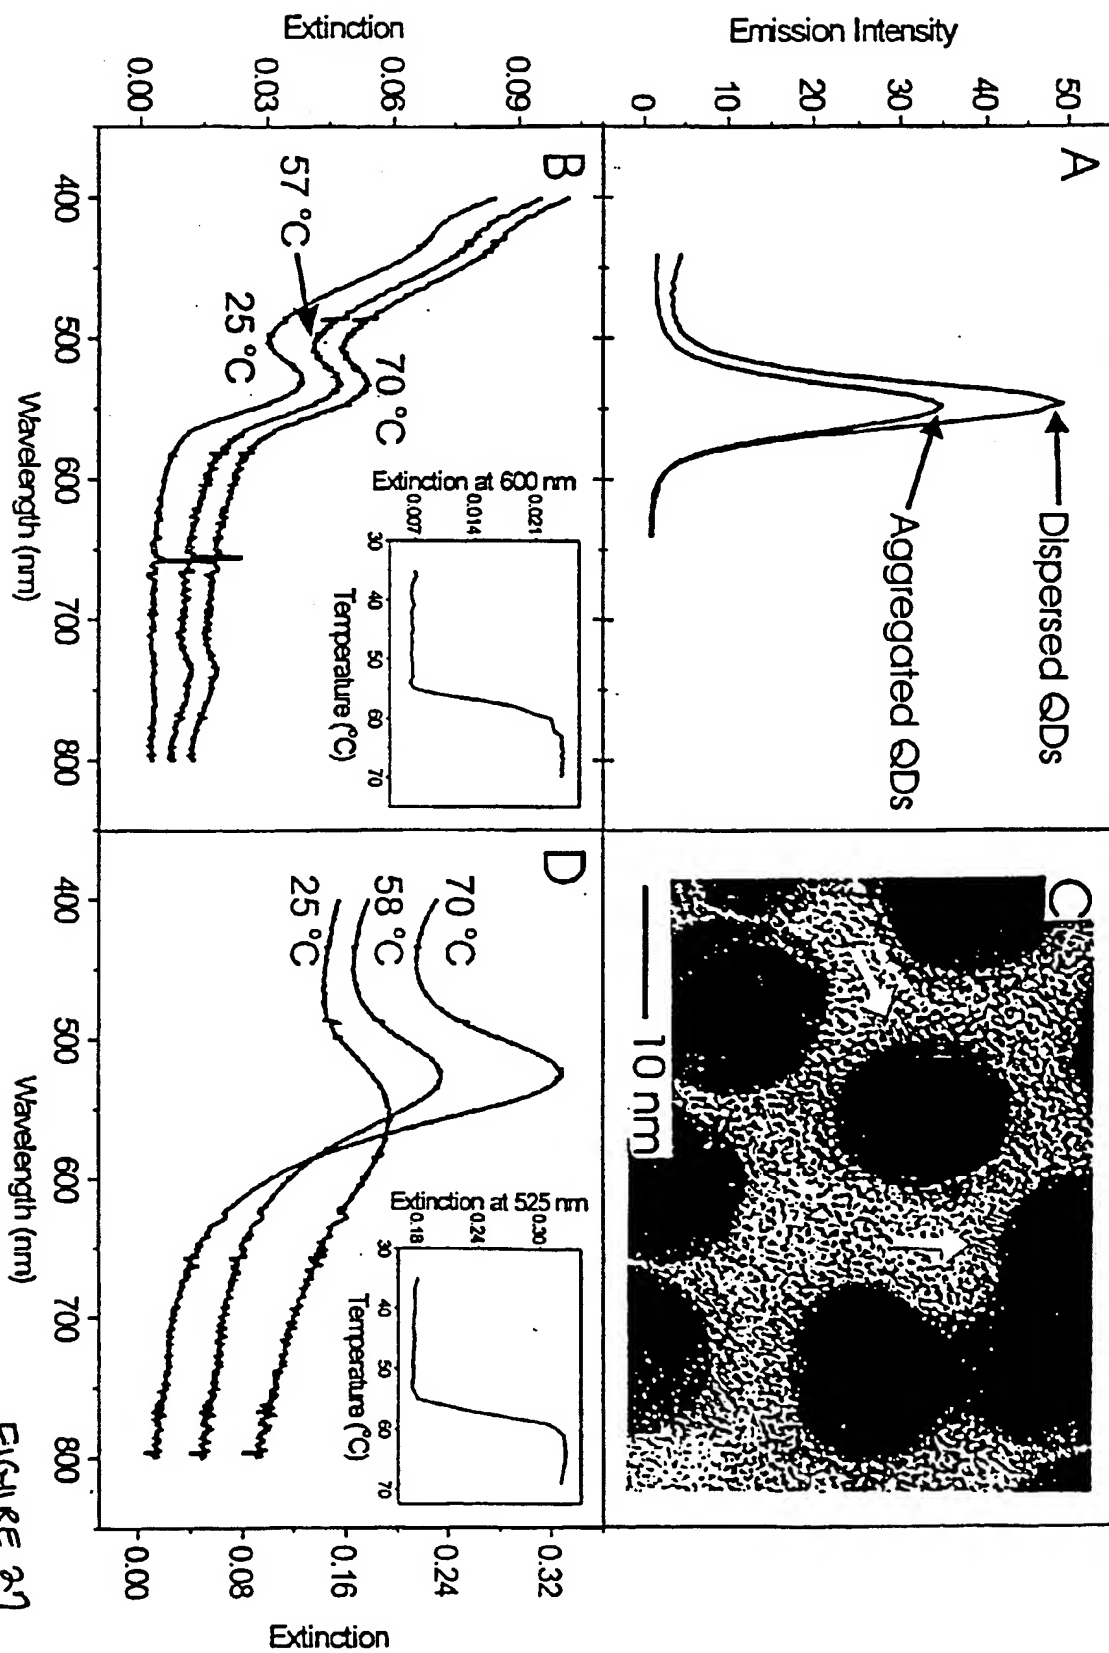 A
Emission Intensity
50
40
30
20
10
0
Dispersed QDs
Aggregated QDs
B
Extinction
0.09
0.06
0.03
0.00
57 °C
25 °C
70 °C
Extinction at 600 nm
0.021
0.014
0.007
30
40
50
60
70
Temperature (°C)
400
500
600
700
800
Wavelength (nm)
C
10 nm
D
70 °C
58 °C
25 °C
Extinction at 525 nm
0.30
0.24
0.18
30
40
50
60
70
Temperature (°C)
0.32
0.24
0.16
0.08
0.00
Extinction
400
500
600
700
800
Wavelength (nm)
FIGURE 27